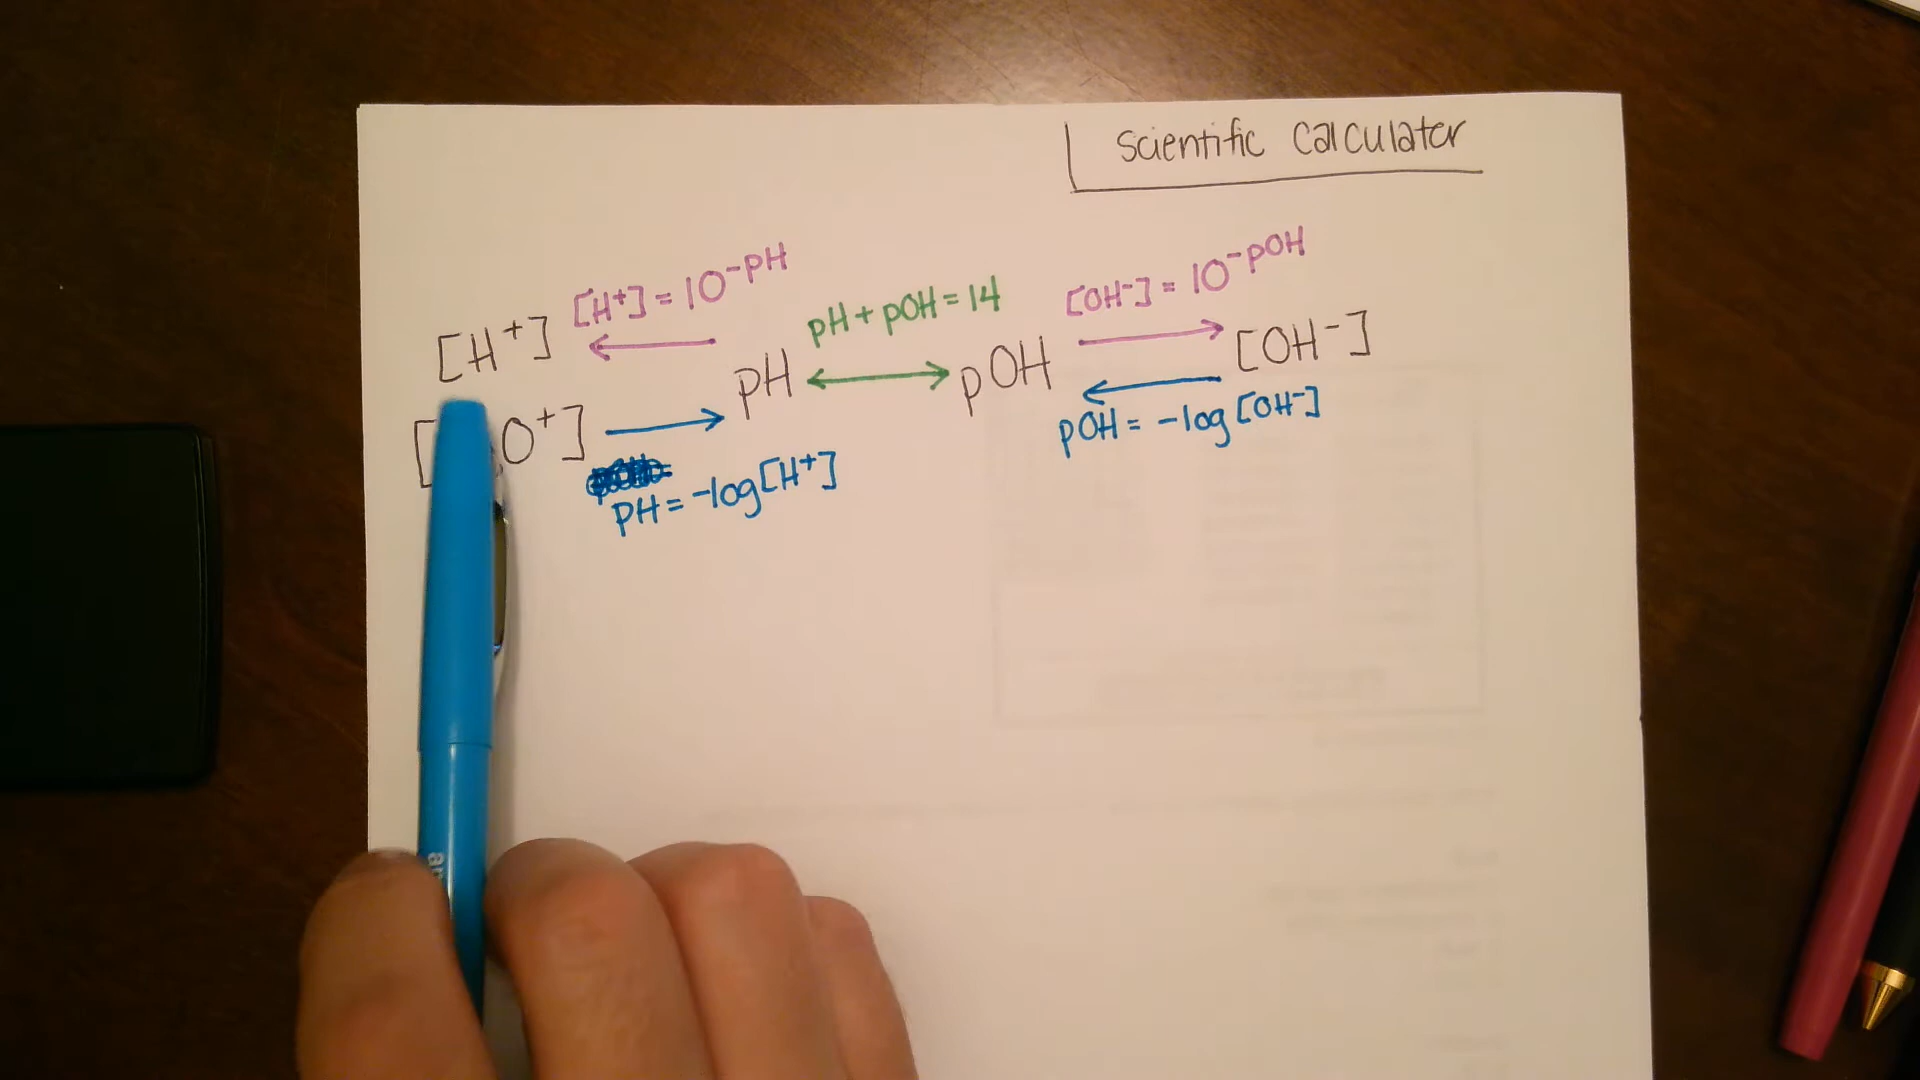 Scientific Calculater
[H⁺] = 10⁻ᵖᴴ
pH + pOH = 14
[OH⁻] = 10⁻ᵖᴼᴴ
[H⁺]
pH
pOH
[OH⁻]
O⁺]
pH = -log[H⁺]
pOH = -log[OH⁻]